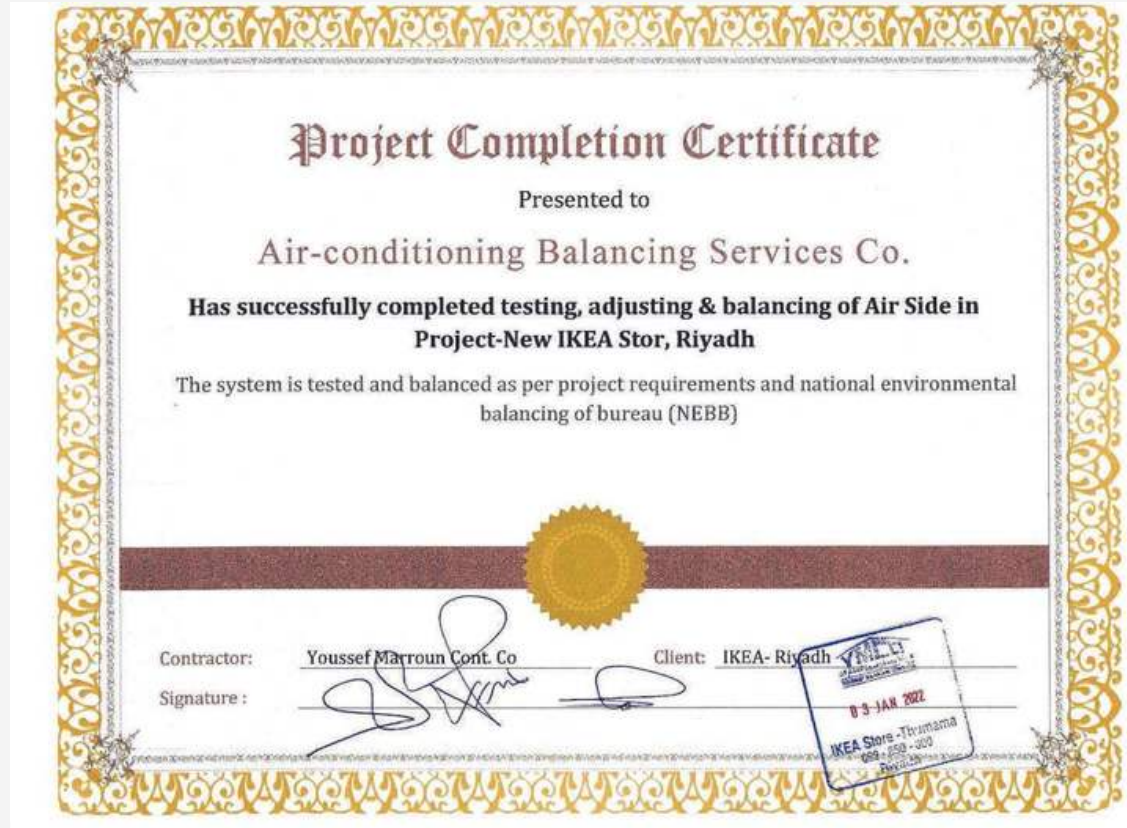 Project Completion Certificate
Presented to
Air-conditioning Balancing Services Co.
Has successfully completed testing, adjusting & balancing of Air Side in
Project-New IKEA Stor, Riyadh
The system is tested and balanced as per project requirements and national environmental
balancing of bureau (NEBB)
Contractor: Youssef Marroun Cont. Co Client: IKEA- Riyadh
Signature :
03 JAN 2022
IKEA Store -Thumama